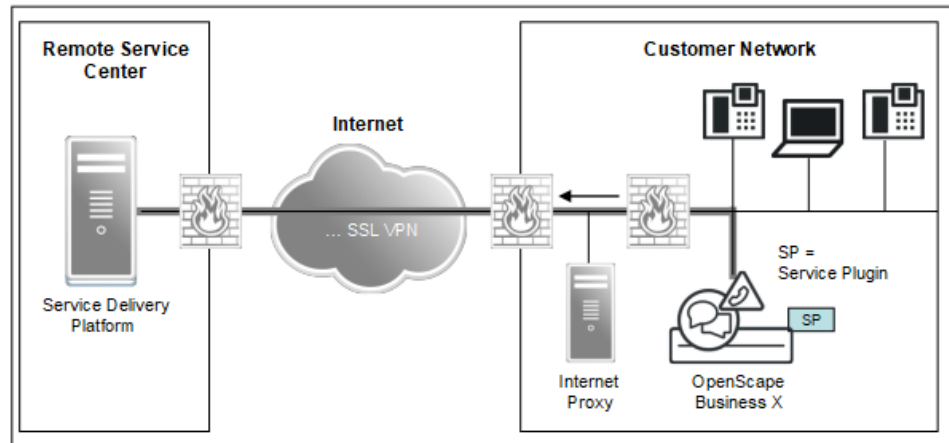 Remote Service
Center
Customer Network
Internet
... SSL VPN
SP =
Service Plugin
Service Delivery
Platform
SP
Internet
Proxy
OpenScape
Business X